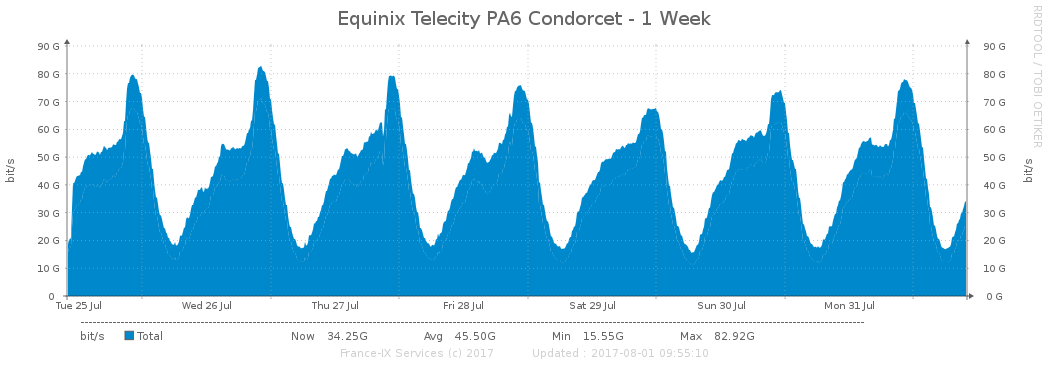 Equinix Telecity PA6 Condorcet - 1 Week
RRDTOOL / TOBI OETIKER
bit/s
90 G
80 G
70 G
60 G
50 G
40 G
30 G
20 G
10 G
0
90 G
80 G
70 G
60 G
50 G
40 G
30 G
20 G
10 G
0 G
bit/s
Tue 25 Jul Wed 26 Jul Thu 27 Jul Fri 28 Jul Sat 29 Jul Sun 30 Jul Mon 31 Jul
bit/s Total Now 34.25G Avg 45.50G Min 15.55G Max 82.92G
France-IX Services (c) 2017 Updated : 2017-08-01 09:55:10